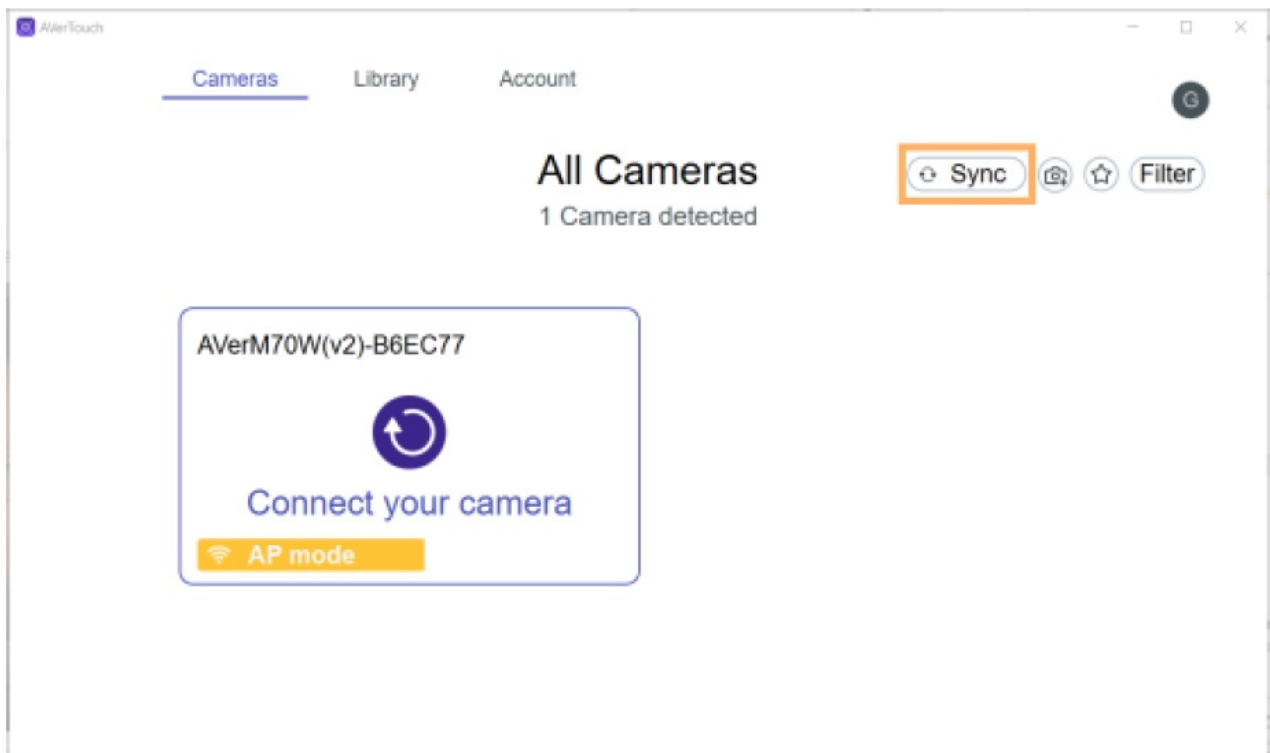 AVerTouch
Cameras Library Account
G
All Cameras
Sync Filter
1 Camera detected
AVerM70W(v2)-B6EC77
Connect your camera
AP mode